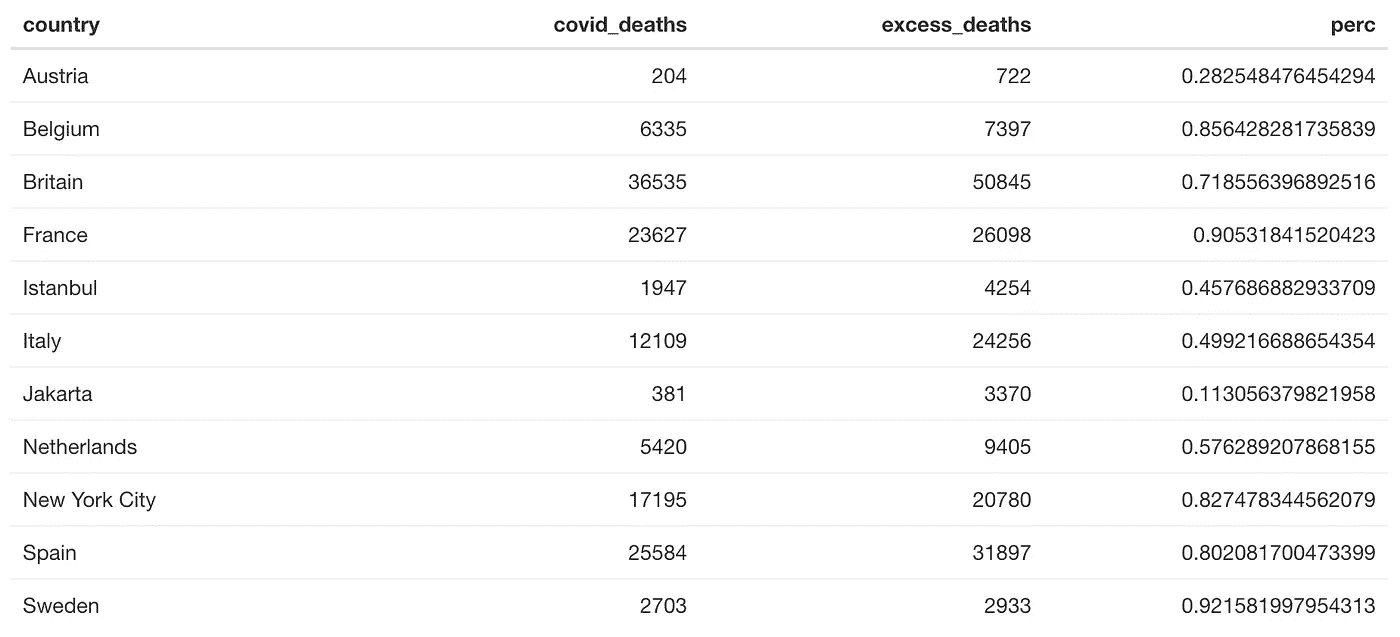 country covid_deaths excess_deaths perc
Austria 204 722 0.282548476454294
Belgium 6335 7397 0.856428281735839
Britain 36535 50845 0.718556396892516
France 23627 26098 0.90531841520423
Istanbul 1947 4254 0.457686882933709
Italy 12109 24256 0.499216688654354
Jakarta 381 3370 0.113056379821958
Netherlands 5420 9405 0.576289207868155
New York City 17195 20780 0.827478344562079
Spain 25584 31897 0.802081700473399
Sweden 2703 2933 0.921581997954313